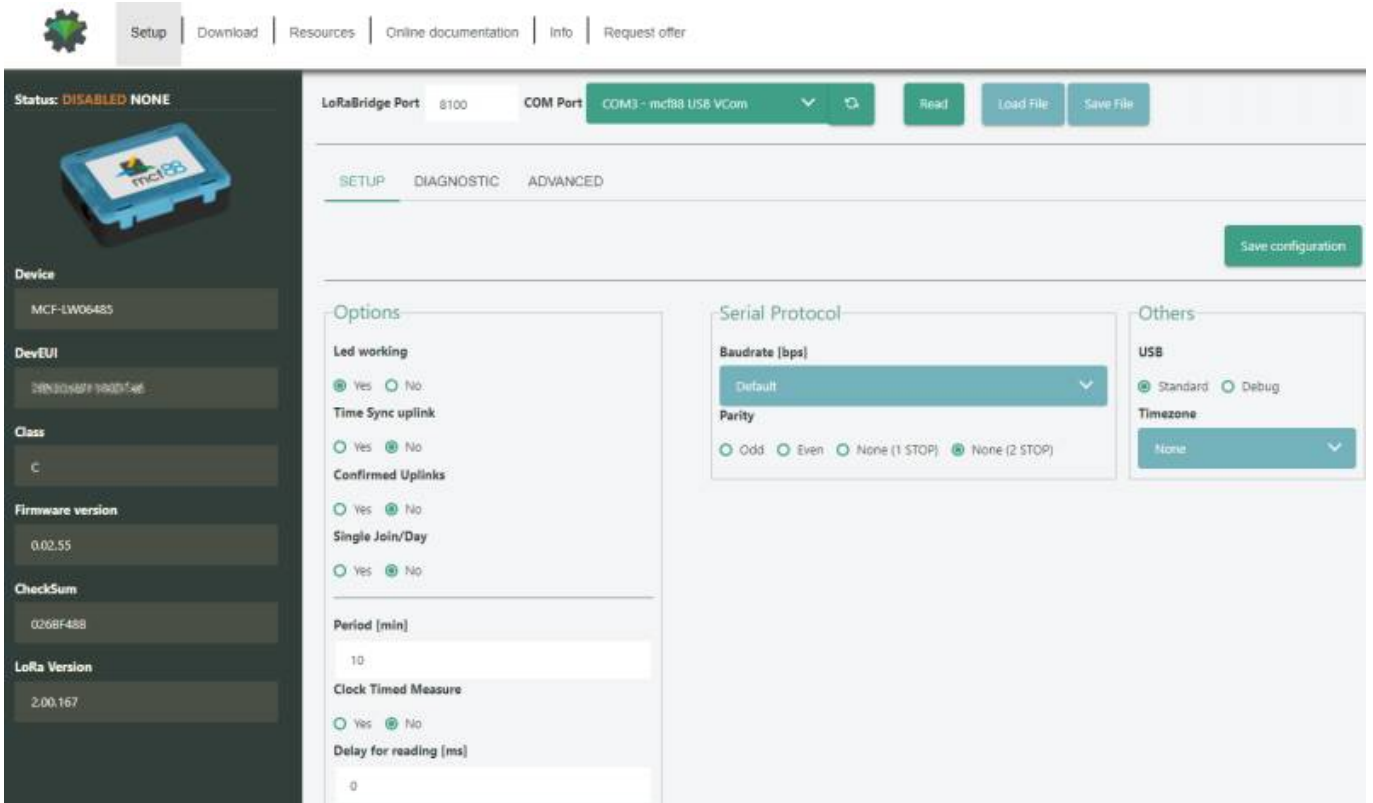 Setup Download Resources Online documentation Info Request offer
Status: DISABLED NONE
mcf88
Device
MCF-LW06485
DevEUI
Class
C
Firmware version
0.02.55
CheckSum
026BF48B
LoRa Version
2.00.167
LoRaBridge Port 8100 COM Port COM3 - mcf88 USB VCom Read Load File Save File
SETUP DIAGNOSTIC ADVANCED
Save configuration
Options
Led working
Yes No
Time Sync uplink
Yes No
Confirmed Uplinks
Yes No
Single Join/Day
Yes No
Period [min]
10
Clock Timed Measure
Yes No
Delay for reading [ms]
0
Serial Protocol
Baudrate [bps]
Default
Parity
Odd Even None (1 STOP) None (2 STOP)
Others
USB
Standard Debug
Timezone
None